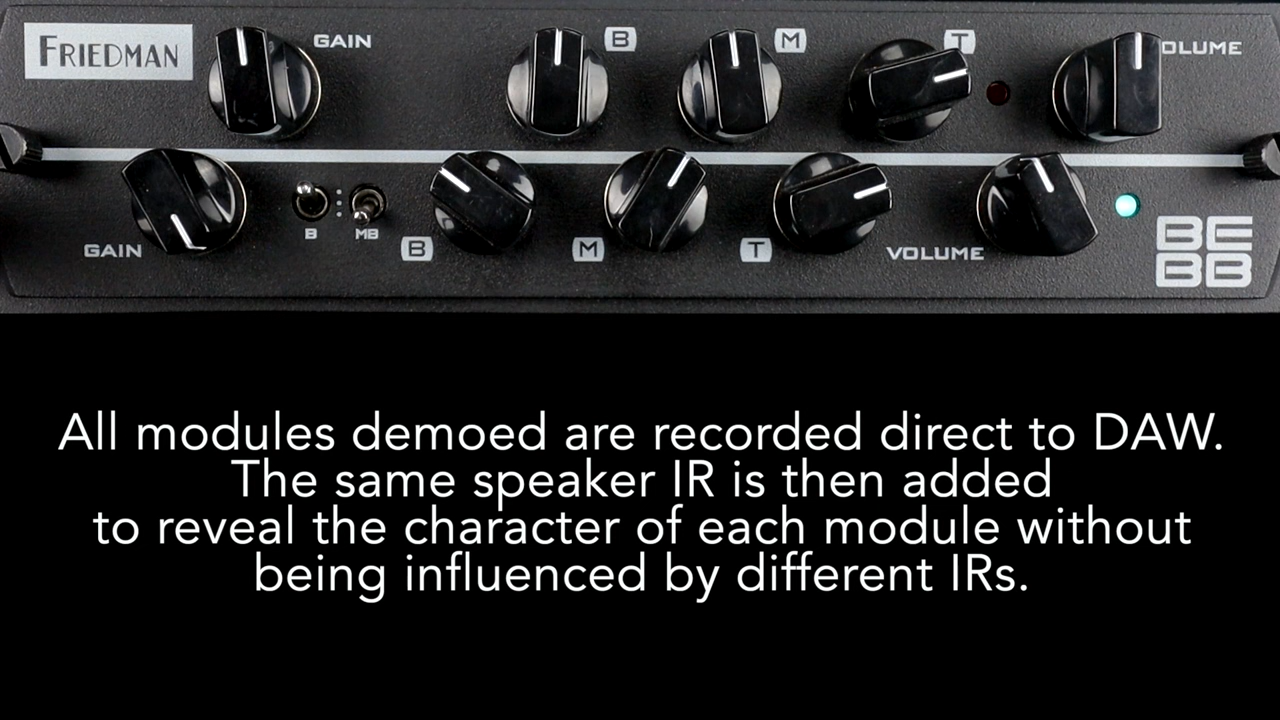 FRIEDMAN
GAIN
B
M
T
OLUME
GAIN
B
MB
B
M
T
VOLUME
BE
BB
All modules demoed are recorded direct to DAW.
The same speaker IR is then added
to reveal the character of each module without
being influenced by different IRs.